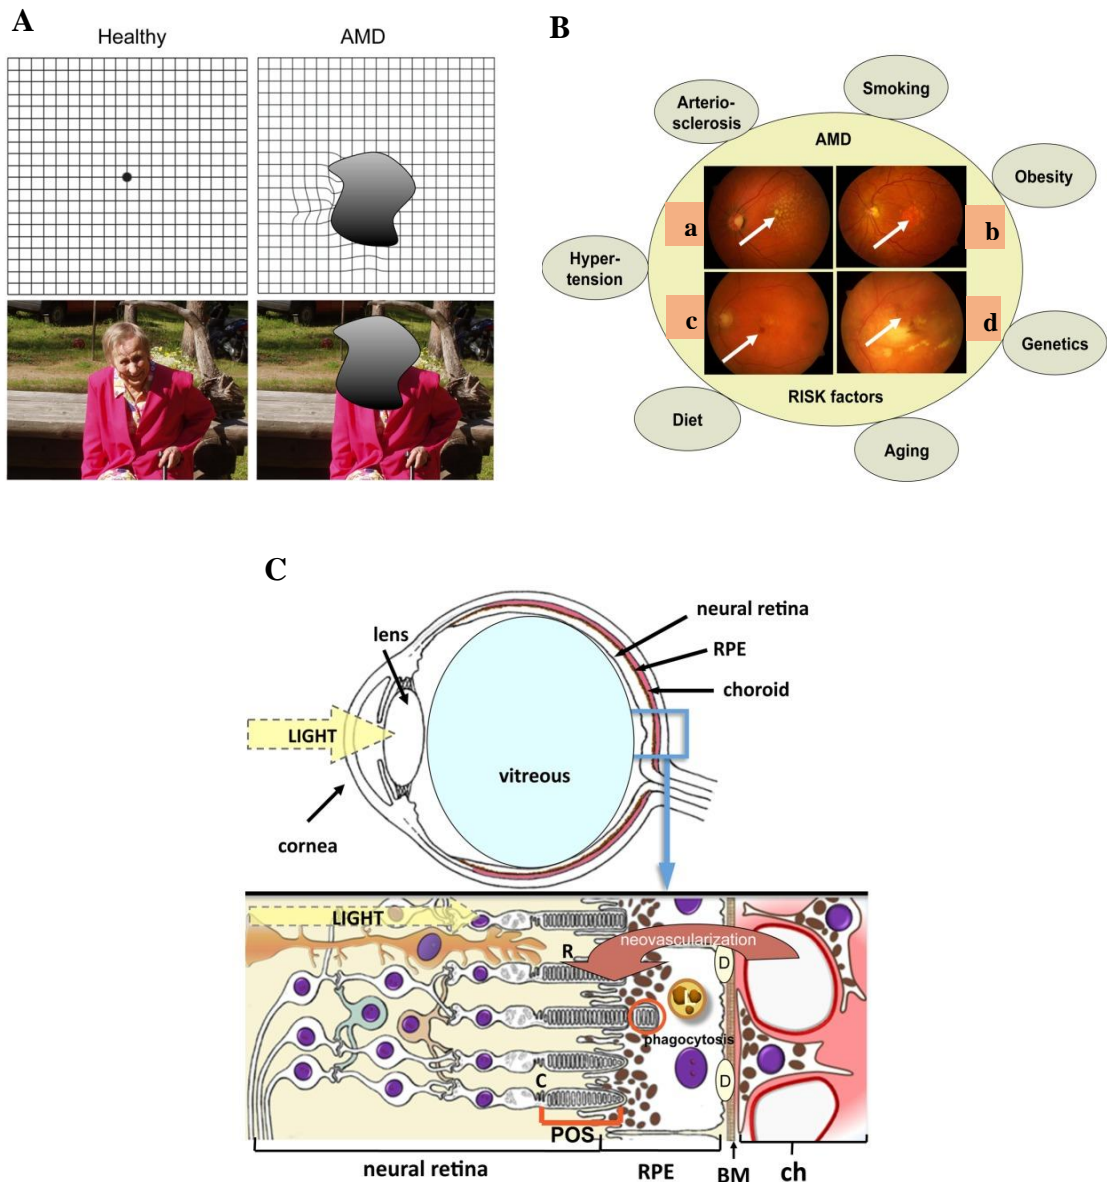 A
Healthy
AMD
B
Arterio-
sclerosis
Smoking
AMD
Obesity
a
b
Hyper-
tension
c
d
Genetics
Diet
RISK factors
Aging
C
lens
neural retina
RPE
choroid
LIGHT
vitreous
cornea
LIGHT
neovascularization
R
D
phagocytosis
D
C
POS
neural retina
RPE
BM
ch